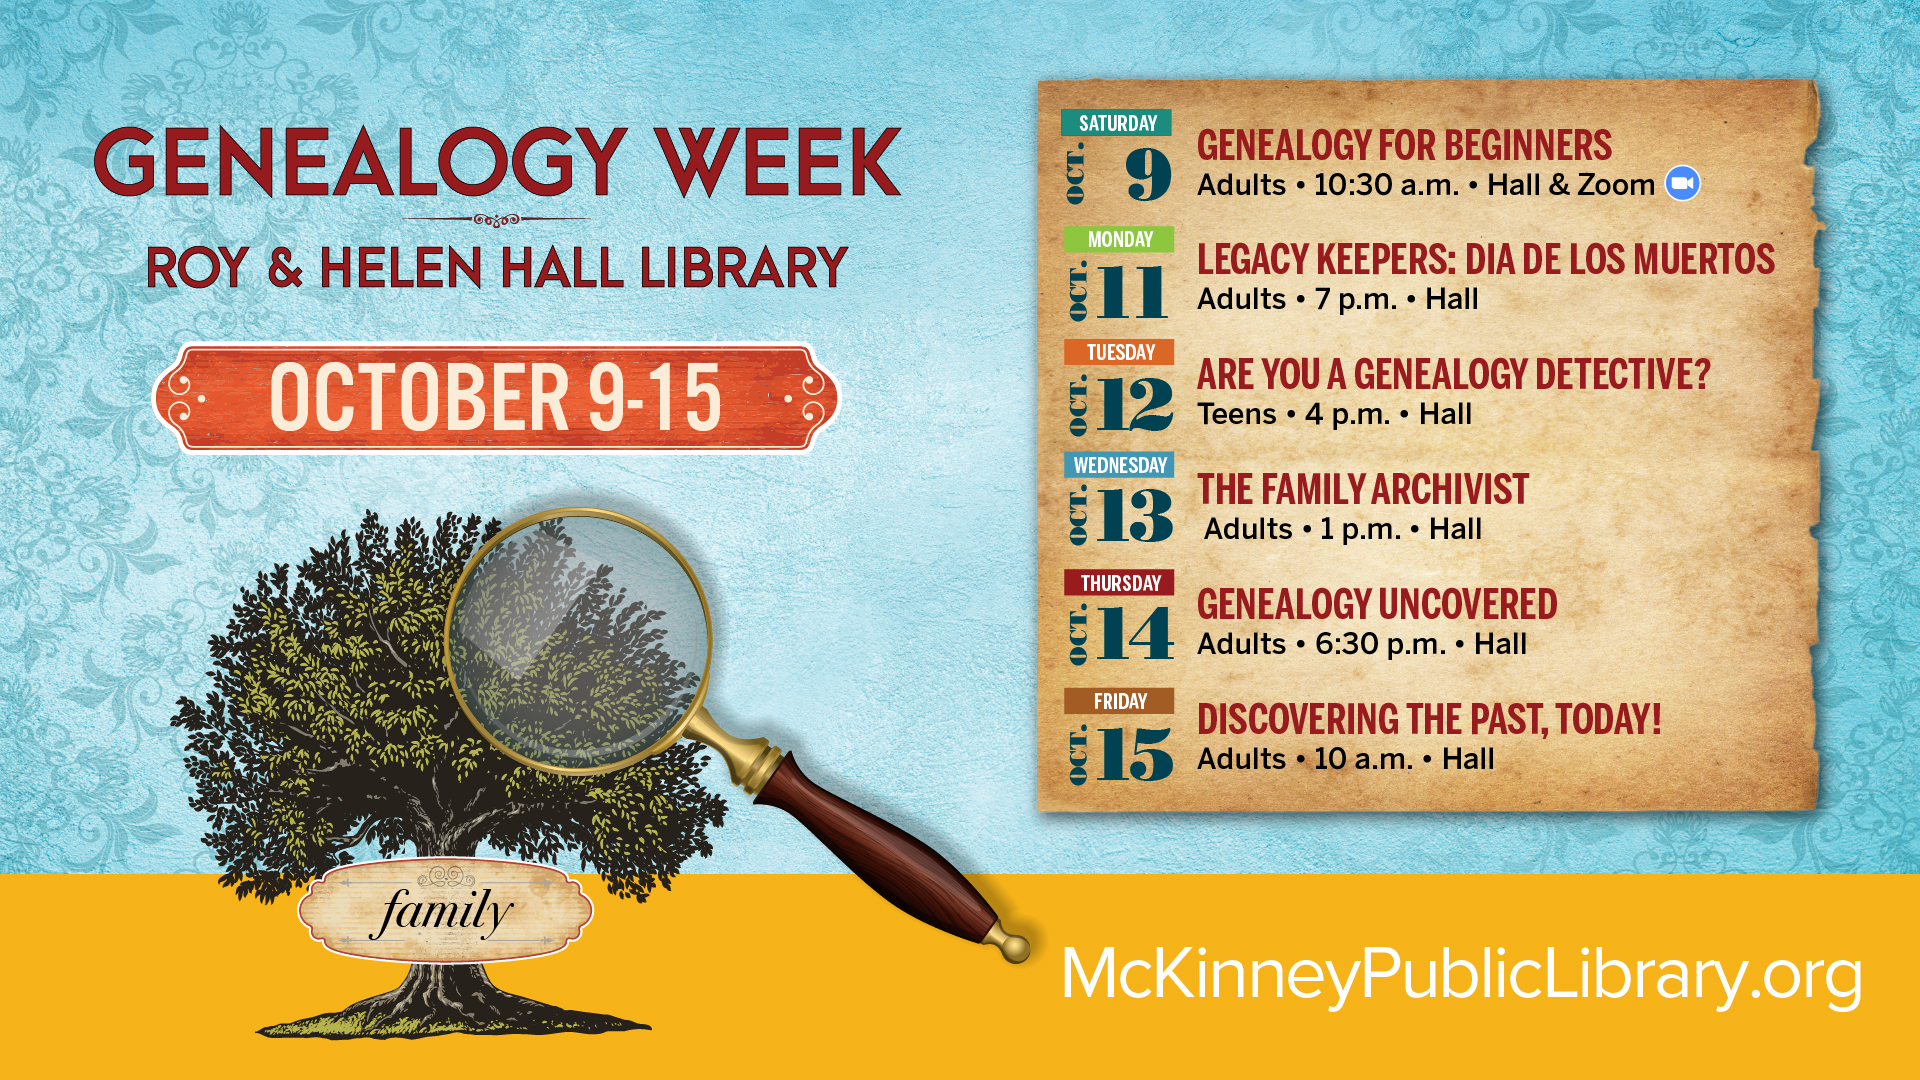 GENEALOGY WEEK
ROY & HELEN HALL LIBRARY
OCTOBER 9-15
family
SATURDAY
OCT. 9
GENEALOGY FOR BEGINNERS
Adults • 10:30 a.m. • Hall & Zoom
MONDAY
OCT. 11
LEGACY KEEPERS: DIA DE LOS MUERTOS
Adults • 7 p.m. • Hall
TUESDAY
OCT. 12
ARE YOU A GENEALOGY DETECTIVE?
Teens • 4 p.m. • Hall
WEDNESDAY
OCT. 13
THE FAMILY ARCHIVIST
Adults • 1 p.m. • Hall
THURSDAY
OCT. 14
GENEALOGY UNCOVERED
Adults • 6:30 p.m. • Hall
FRIDAY
OCT. 15
DISCOVERING THE PAST, TODAY!
Adults • 10 a.m. • Hall
McKinneyPublicLibrary.org